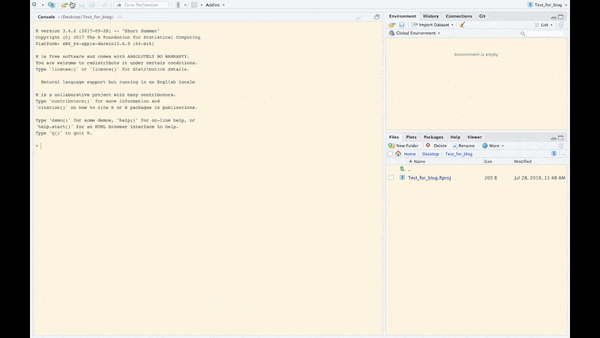 Go to file/function
Addins
Test_for_blog
Console ~/Desktop/Test_for_blog/
R version 3.4.2 (2017-09-28) -- "Short Summer"
Copyright (C) 2017 The R Foundation for Statistical Computing
Platform: x86_64-apple-darwin15.6.0 (64-bit)
R is free software and comes with ABSOLUTELY NO WARRANTY.
You are welcome to redistribute it under certain conditions.
Type 'license()' or 'licence()' for distribution details.
Natural language support but running in an English locale
R is a collaborative project with many contributors.
Type 'contributors()' for more information and
'citation()' on how to cite R or R packages in publications.
Type 'demo()' for some demos, 'help()' for on-line help, or
'help.start()' for an HTML browser interface to help.
Type 'q()' to quit R.
>
Environment History Connections Git
Import Dataset List
Global Environment
Environment is empty
Files Plots Packages Help Viewer
New Folder Delete Rename More
Home Desktop Test_for_blog
Name Size Modified
..
Test_for_blog.Rproj 205 B Jul 28, 2018, 11:48 AM